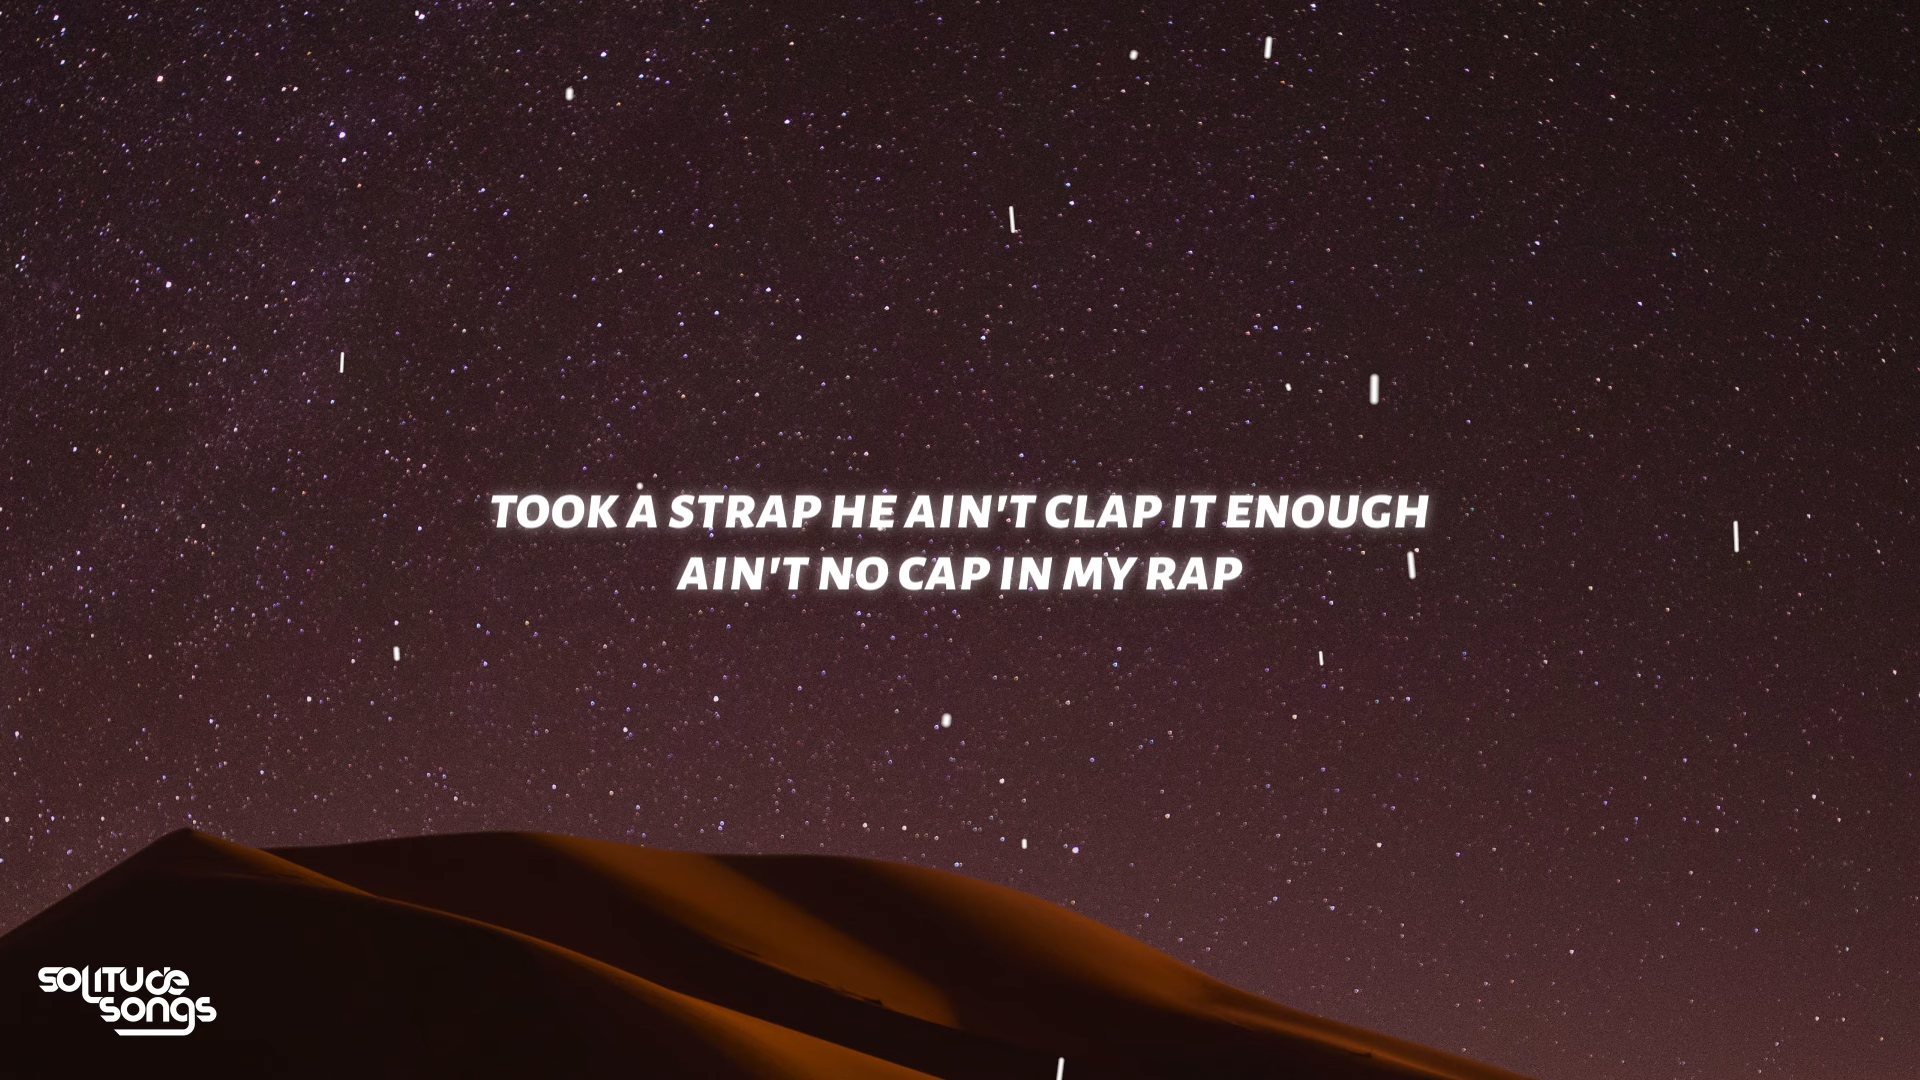 TOOK A STRAP HE AIN'T CLAP IT ENOUGH
AIN'T NO CAP IN MY RAP
solitude
songs